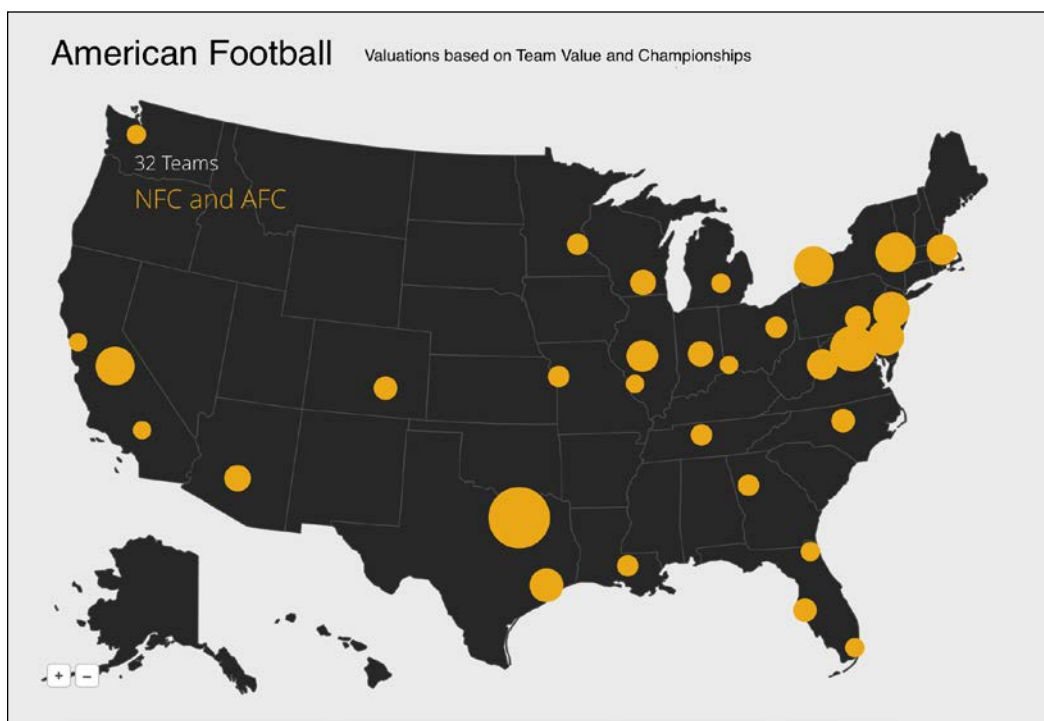 American Football
Valuations based on Team Value and Championships
32 Teams
NFC and AFC
+ −